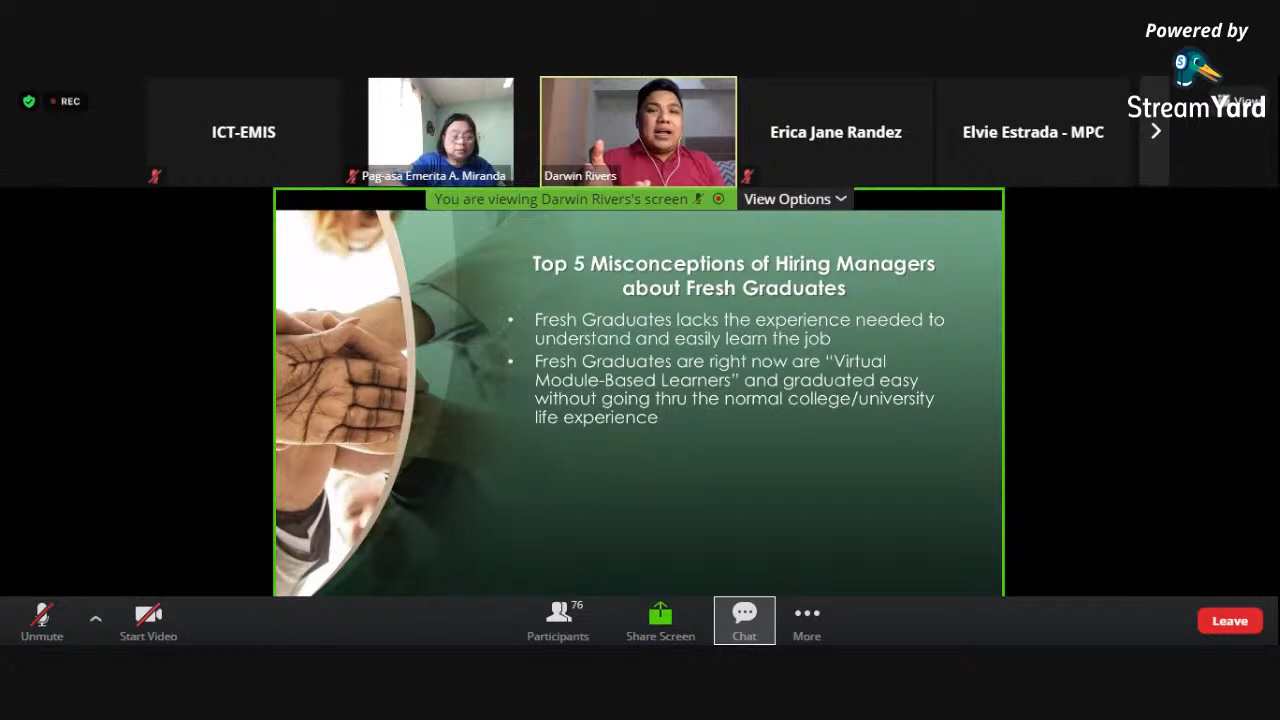 Powered by
StreamYard
REC
View
ICT-EMIS
Pag-asa Emerita A. Miranda
Darwin Rivers
Erica Jane Randez
Elvie Estrada - MPC
You are viewing Darwin Rivers's screen
View Options
Top 5 Misconceptions of Hiring Managers
about Fresh Graduates
• Fresh Graduates lacks the experience needed to
understand and easily learn the job
• Fresh Graduates are right now are “Virtual
Module-Based Learners” and graduated easy
without going thru the normal college/university
life experience
Unmute
Start Video
76
Participants
Share Screen
Chat
More
Leave